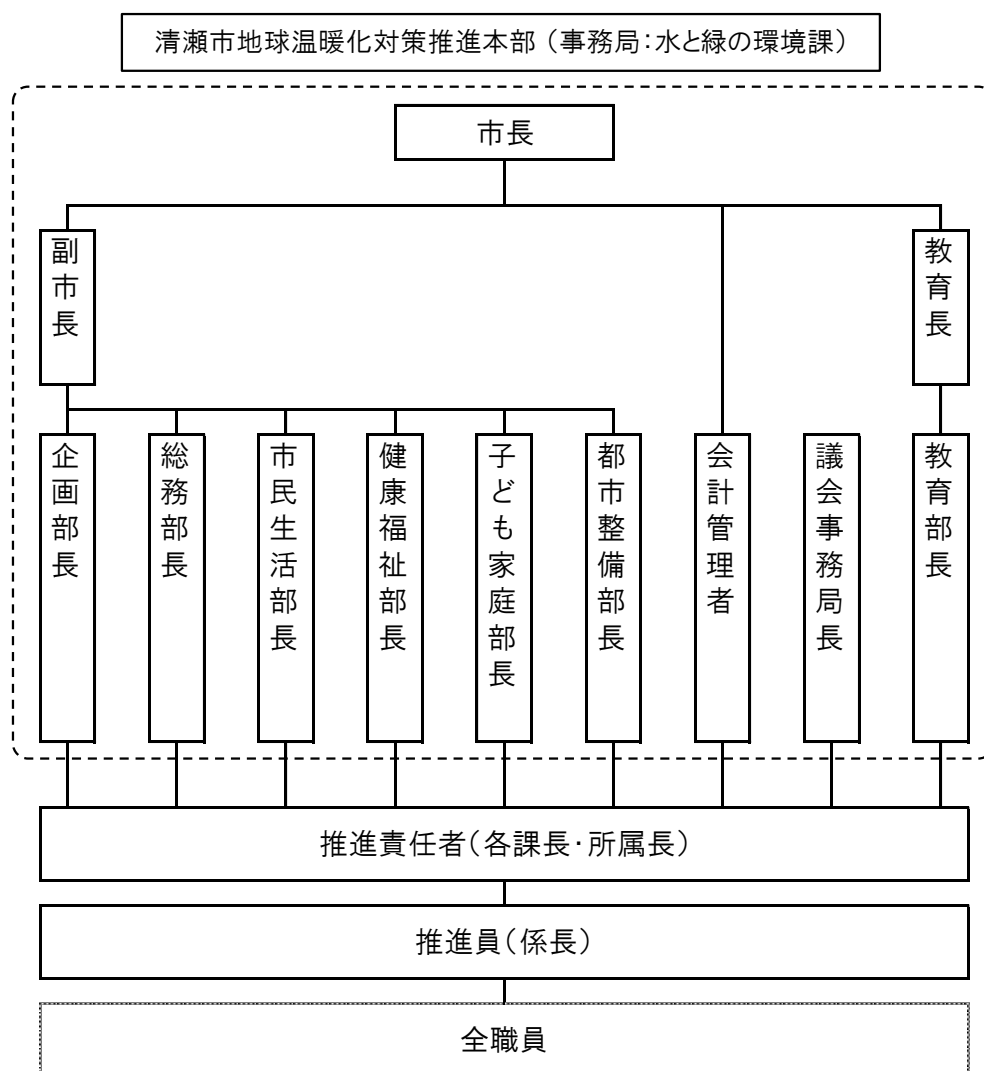 清瀬市地球温暖化対策推進本部（事務局：水と緑の環境課）
市長
副市長
教育長
企画部長
総務部長
市民生活部長
健康福祉部長
子ども家庭部長
都市整備部長
会計管理者
議会事務局長
教育部長
推進責任者（各課長・所属長）
推進員（係長）
全職員